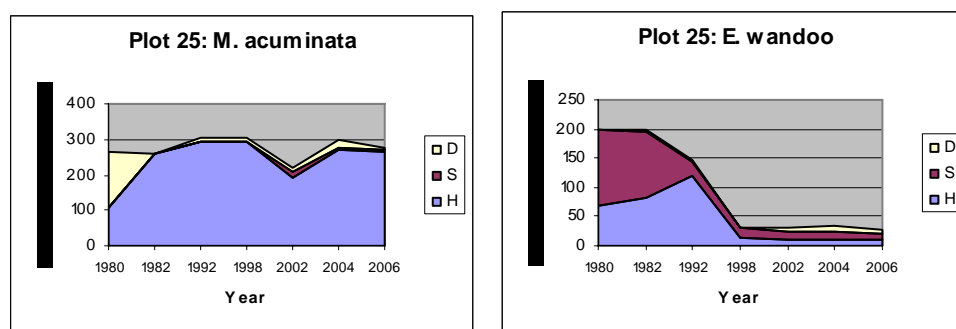 Plot 25: M. acuminata
400
300
200
100
0
1980 1982 1992 1998 2002 2004 2006
Year
D
S
H
Plot 25: E. wandoo
250
200
150
100
50
0
1980 1982 1992 1998 2002 2004 2006
Year
D
S
H